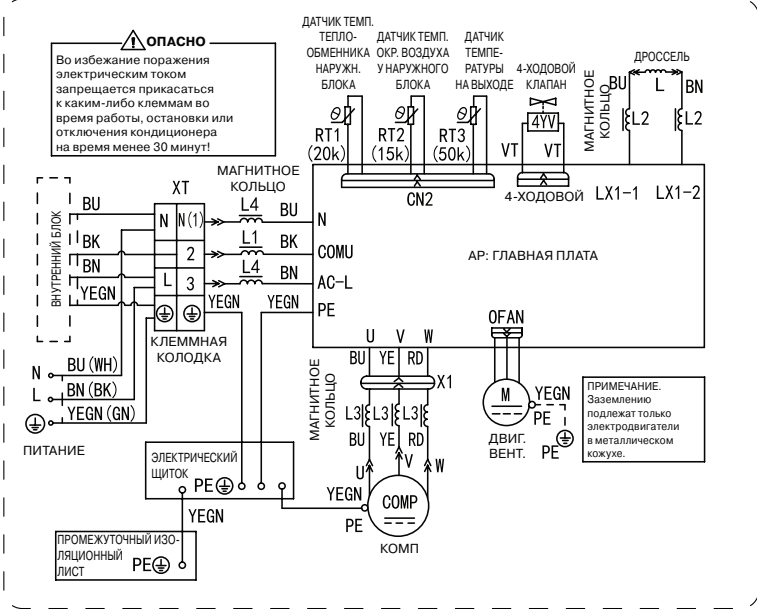 ОПАСНО
Во избежание поражения
электрическим током
запрещается прикасаться
к каким-либо клеммам во
время работы, остановки или
отключения кондиционера
на время менее 30 минут!
ДАТЧИК ТЕМП.
ТЕПЛО-
ОБМЕННИКА
НАРУЖН.
БЛОКА
ДАТЧИК ТЕМП.
ОКР. ВОЗДУХА
У НАРУЖНОГО
БЛОКА
ДАТЧИК
ТЕМПЕ-
РАТУРЫ
НА ВЫХОДЕ
4-ХОДОВОЙ
КЛАПАН
МАГНИТНОЕ
КОЛЬЦО
ДРОССЕЛЬ
BU
L
BN
L2
L2
θ
θ
θ
RT1
(20k)
RT2
(15k)
RT3
(50k)
4YV
VT
VT
CN2
4-ХОДОВОЙ
LX1-1
LX1-2
АР: ГЛАВНАЯ ПЛАТА
ВНУТРЕННИЙ БЛОК
BU
BK
BN
YEGN
XT
N
N(1)
2
L
3
КЛЕММНАЯ
КОЛОДКА
МАГНИТНОЕ
КОЛЬЦО
L4
BU
N
L1
BK
COMU
L4
BN
AC-L
YEGN
YEGN
PE
N
BU(WH)
L
BN(BK)
YEGN(GN)
ПИТАНИЕ
U
V
W
BU
YE
RD
X1
МАГНИТНОЕ
КОЛЬЦО
L3
L3
L3
BU
YE
RD
U
V
W
YEGN
PE
COMP
КОМП
OFAN
M
YEGN
PE
PE
ДВИГ.
ВЕНТ.
ПРИМЕЧАНИЕ.
Заземлению
подлежат только
электродвигатели
в металлическом
кожухе.
ЭЛЕКТРИЧЕСКИЙ
ЩИТОК
PE
YEGN
ПРОМЕЖУТОЧНЫЙ ИЗО-
ЛЯЦИОННЫЙ
ЛИСТ
PE